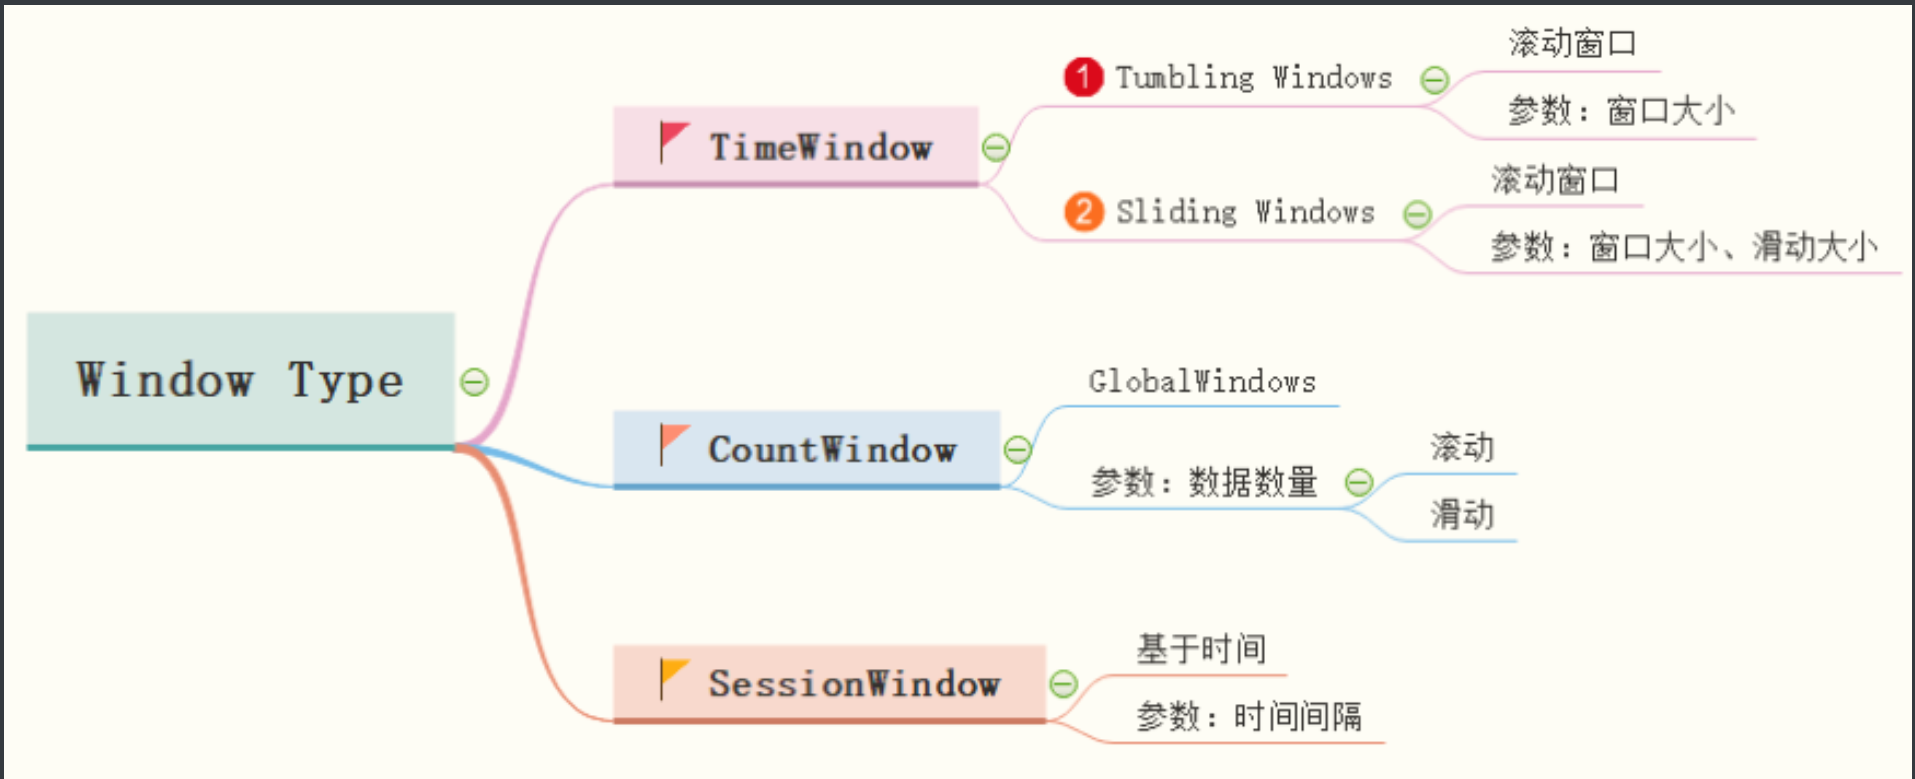 Window Type
TimeWindow
1 Tumbling Windows
滚动窗口
参数：窗口大小
2 Sliding Windows
滚动窗口
参数：窗口大小、滑动大小
CountWindow
GlobalWindows
参数：数据数量
滚动
滑动
SessionWindow
基于时间
参数：时间间隔